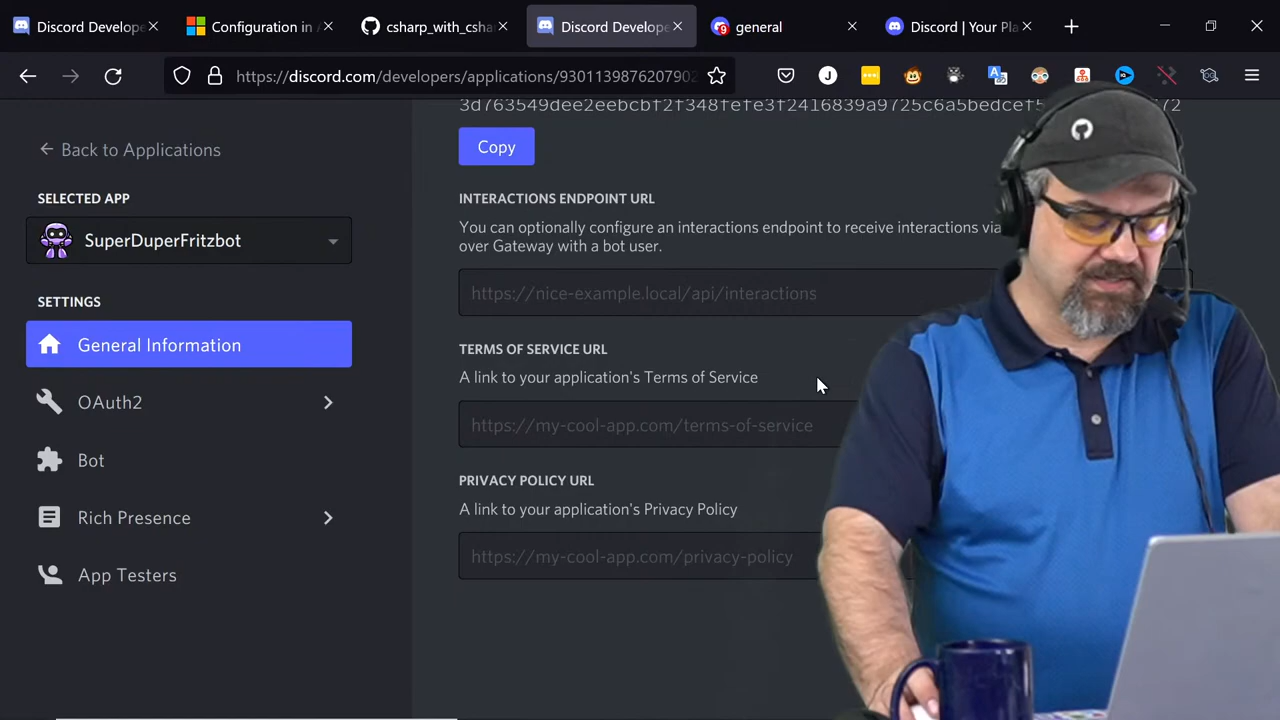 Discord Develope
Configuration in A
csharp_with_csha
Discord Develope
general
Discord | Your Pla
9
https://discord.com/developers/applications/9301139876207902
3d763549dee2eebcbf2f348fefe3f2416839a9725c6a5bedcef5
72
Back to Applications
Copy
SELECTED APP
SuperDuperFritzbot
SETTINGS
General Information
OAuth2
Bot
Rich Presence
App Testers
INTERACTIONS ENDPOINT URL
You can optionally configure an interactions endpoint to receive interactions via
over Gateway with a bot user.
https://nice-example.local/api/interactions
TERMS OF SERVICE URL
A link to your application's Terms of Service
https://my-cool-app.com/terms-of-service
PRIVACY POLICY URL
A link to your application's Privacy Policy
https://my-cool-app.com/privacy-policy